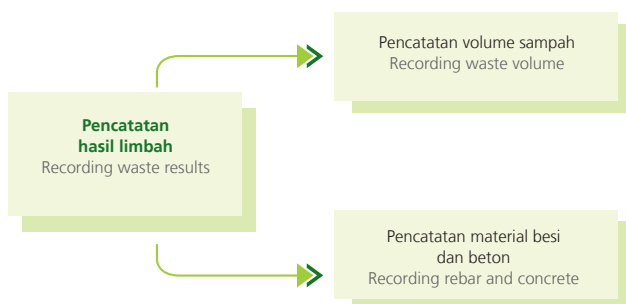 Pencatatan volume sampah
Recording waste volume
Pencatatan
hasil limbah
Recording waste results
Pencatatan material besi
dan beton
Recording rebar and concrete